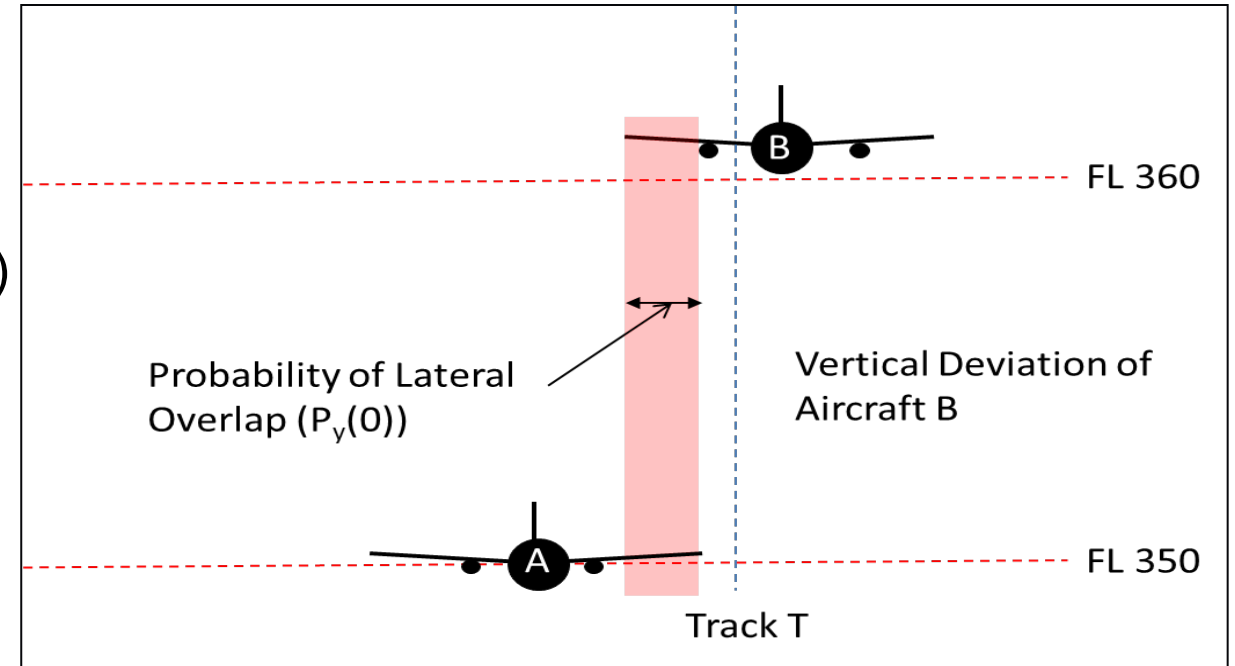 B
FL 360
)
Probability of Lateral
Overlap (Py(0))
Vertical Deviation of
Aircraft B
A
FL 350
Track T